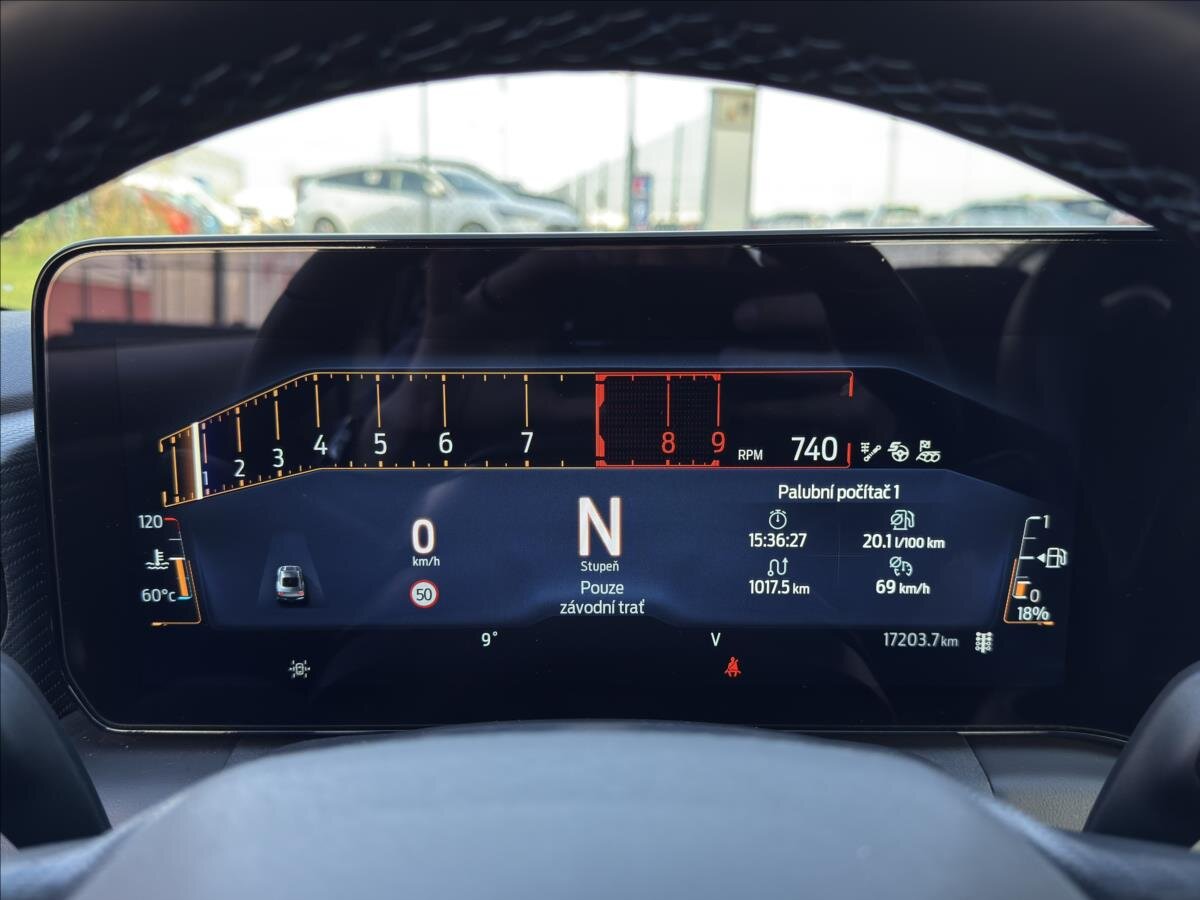 1 2 3 4 5 6 7 8 9
RPM 740
120
60°c
0
km/h
50
N
Stupeň
Pouze
závodní trať
Palubní počítač 1
15:36:27 20.1 l/100 km
1017.5 km 69 km/h
1
0
18%
9° V 17203.7 km